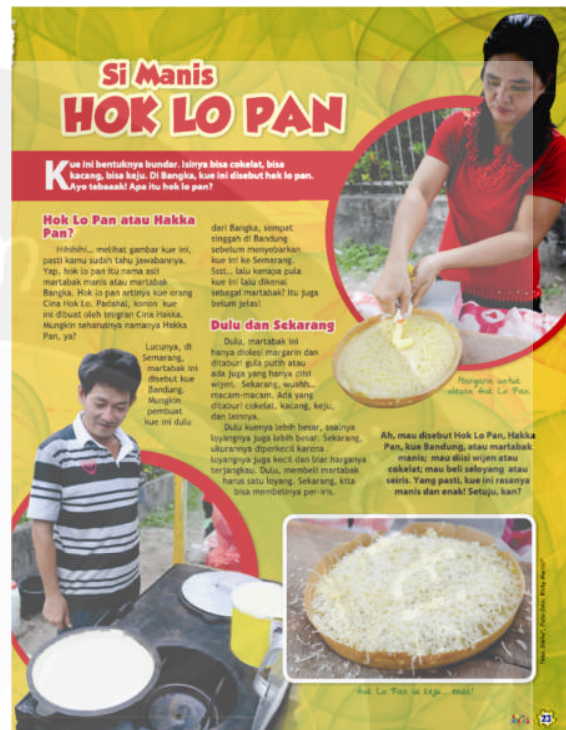 Si Manis
HOK LO PAN
Kue ini bentuknya bundar. Isinya bisa cokelat, bisa
kacang, bisa keju. Di Bangka, kue ini disebut hok lo pan.
Ayo tebaaak! Apa itu hok lo pan?
Hok Lo Pan atau Hakka
Pan?
Hihihihi... melihat gambar kue ini,
pasti kamu sudah tahu jawabannya.
Yap, hok lo pan itu nama asli
martabak manis atau martabak
Bangka. Hok lo pan artinya kue orang
Cina Hok Lo. Padahal, konon kue
ini dibuat oleh imigran Cina Hakka.
Mungkin seharusnya namanya Hakka
Pan, ya?
Lucunya, di
Semarang,
martabak ini
disebut kue
Bandung.
Mungkin
pembuat
kue ini dulu
dari Bangka, sempat
singgah di Bandung
sebelum menyebarkan
kue ini ke Semarang.
Ssst... lalu kenapa pula
kue ini lalu dikenal
sebagai martabak? Itu juga
belum jelas!
Dulu dan Sekarang
Dulu, martabak ini
hanya diolesi margarin dan
ditaburi gula putih atau
ada juga yang hanya diisi
wijen. Sekarang, wuahh...
macam-macam. Ada yang
ditaburi cokelat, kacang, keju,
dan lainnya.
Dulu kuenya lebih besar, soalnya
loyangnya juga lebih besar. Sekarang,
ukurannya diperkecil karena
loyangnya juga kecil dan biar harganya
terjangkau. Dulu, membeli martabak
harus satu loyang. Sekarang, kita
bisa membelinya per-iris.
Margarin untuk
olesan Hok Lo Pan.
Ah, mau disebut Hok Lo Pan, Hakka
Pan, kue Bandung, atau martabak
manis; mau diisi wijen atau
cokelat; mau beli seloyang atau
seiris. Yang pasti, kue ini rasanya
manis dan enak! Setuju, kan?
Hok Lo Pan isi keju... enak!
23